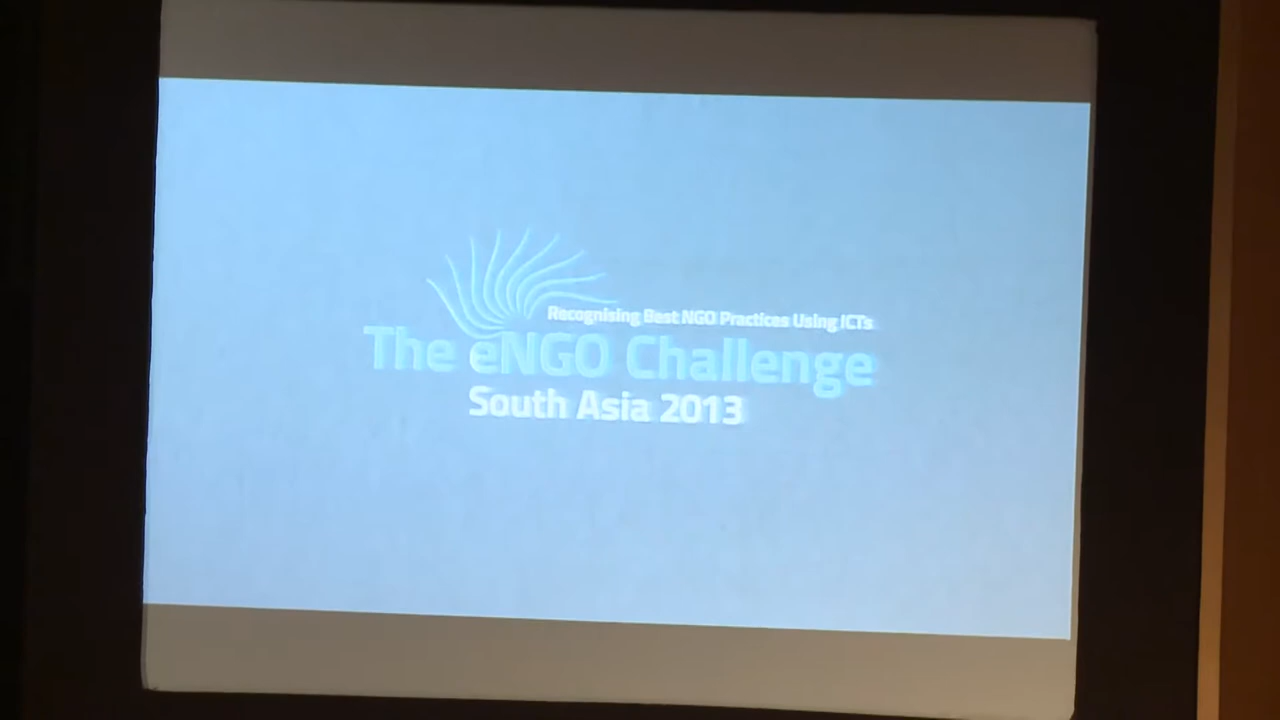 Recognising Best NGO Practices Using ICTs
The eNGO Challenge
South Asia 2013